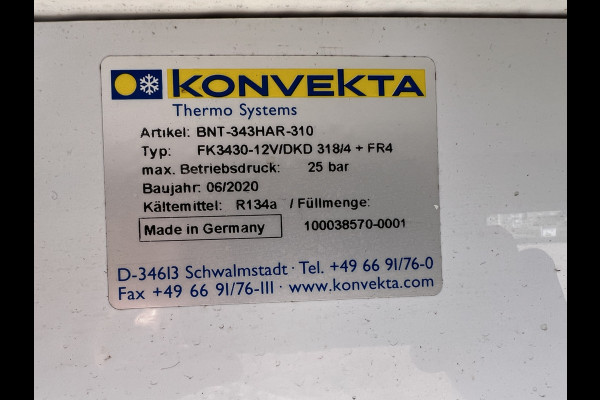 KONVEKTA
Thermo Systems
Artikel: BNT-343HAR-310
Typ: FK3430-12V/DKD 318/4 + FR4
max. Betriebsdruck: 25 bar
Baujahr: 06/2020
Kältemittel: R134a / Füllmenge:
Made in Germany 100038570-0001
D-34613 Schwalmstadt · Tel. +49 66 91/76-0
Fax +49 66 91/76-111 · www.konvekta.com